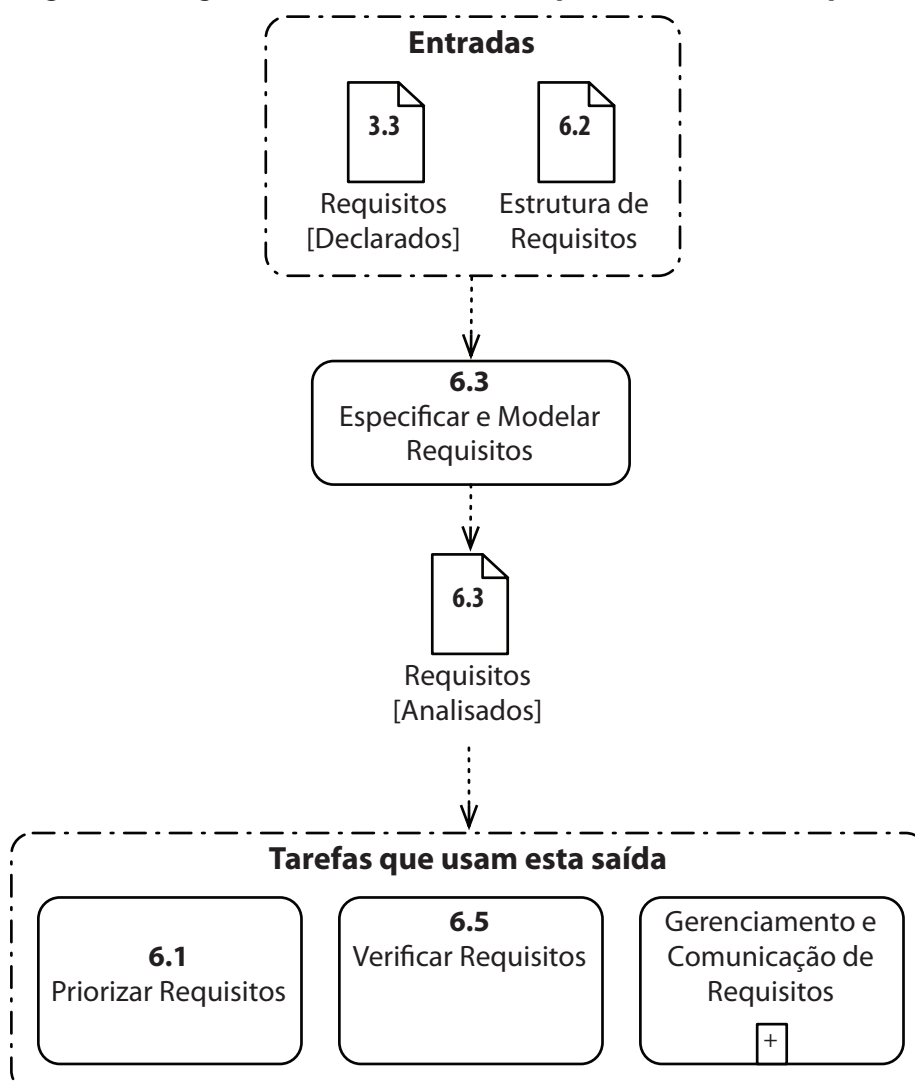 Entradas
3.3
6.2
Requisitos
[Declarados]
Estrutura de
Requisitos
6.3
Especificar e Modelar
Requisitos
6.3
Requisitos
[Analisados]
Tarefas que usam esta saída
6.1
Priorizar Requisitos
6.5
Verificar Requisitos
Gerenciamento e
Comunicação de
Requisitos
+